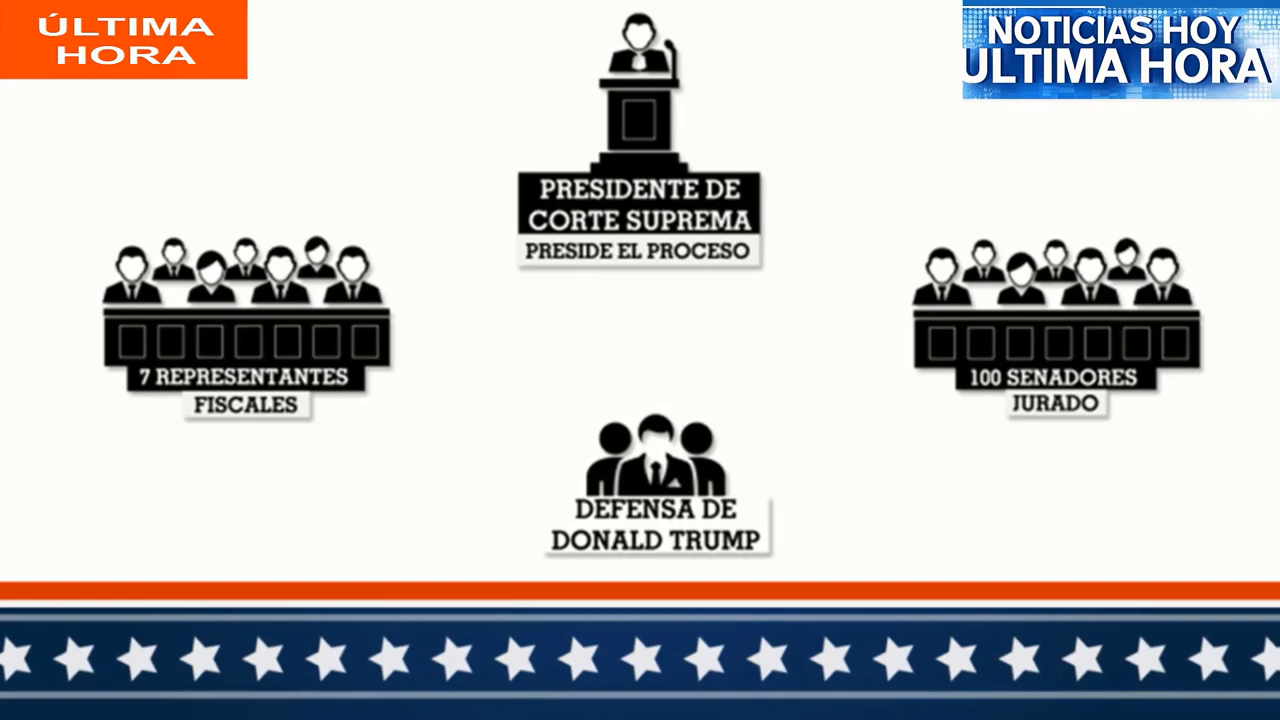 ÚLTIMA
HORA
NOTICIAS HOY
ULTIMA HORA
PRESIDENTE DE
CORTE SUPREMA
PRESIDE EL PROCESO
7 REPRESENTANTES
FISCALES
100 SENADORES
JURADO
DEFENSA DE
DONALD TRUMP